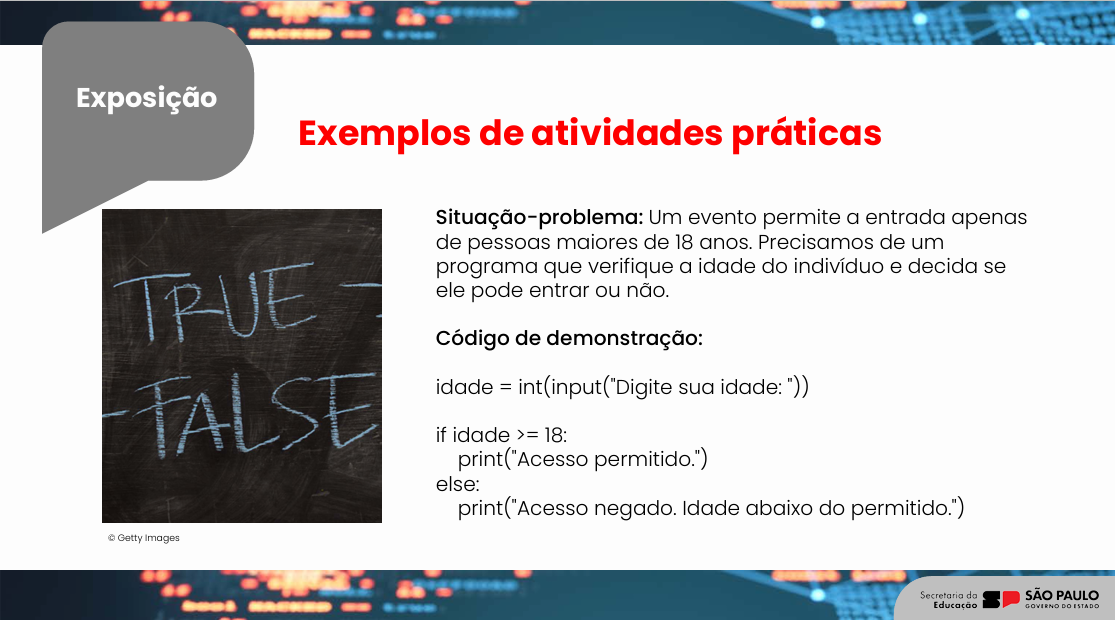 HACKED
Exposição
Exemplos de atividades práticas
TRUE
FALSE
© Getty Images
Situação-problema: Um evento permite a entrada apenas
de pessoas maiores de 18 anos. Precisamos de um
programa que verifique a idade do indivíduo e decida se
ele pode entrar ou não.
Código de demonstração:
idade = int(input("Digite sua idade: "))
if idade >= 18:
    print("Acesso permitido.")
else:
    print("Acesso negado. Idade abaixo do permitido.")
HACKED
Secretaria da
Educação
SÃO PAULO
GOVERNO DO ESTADO